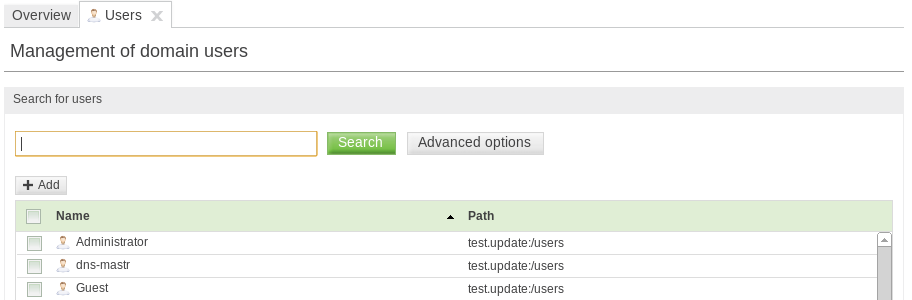 Overview Users
Management of domain users
Search for users
Search Advanced options
Add
Name Path
Administrator test.update:/users
dns-mastr test.update:/users
Guest test.update:/users